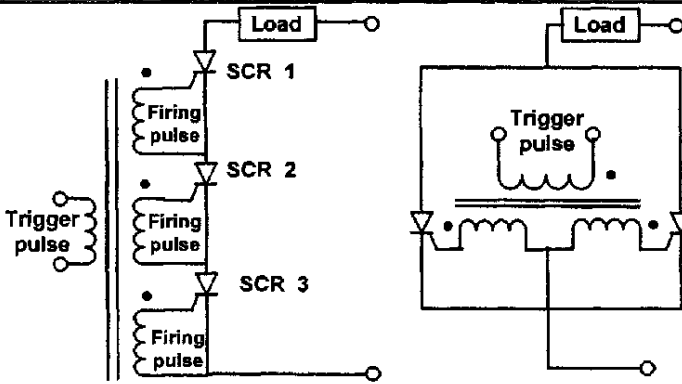 Load
SCR 1
Firing
pulse
SCR 2
Trigger
pulse
Firing
pulse
SCR 3
Firing
pulse
Load
Trigger
pulse